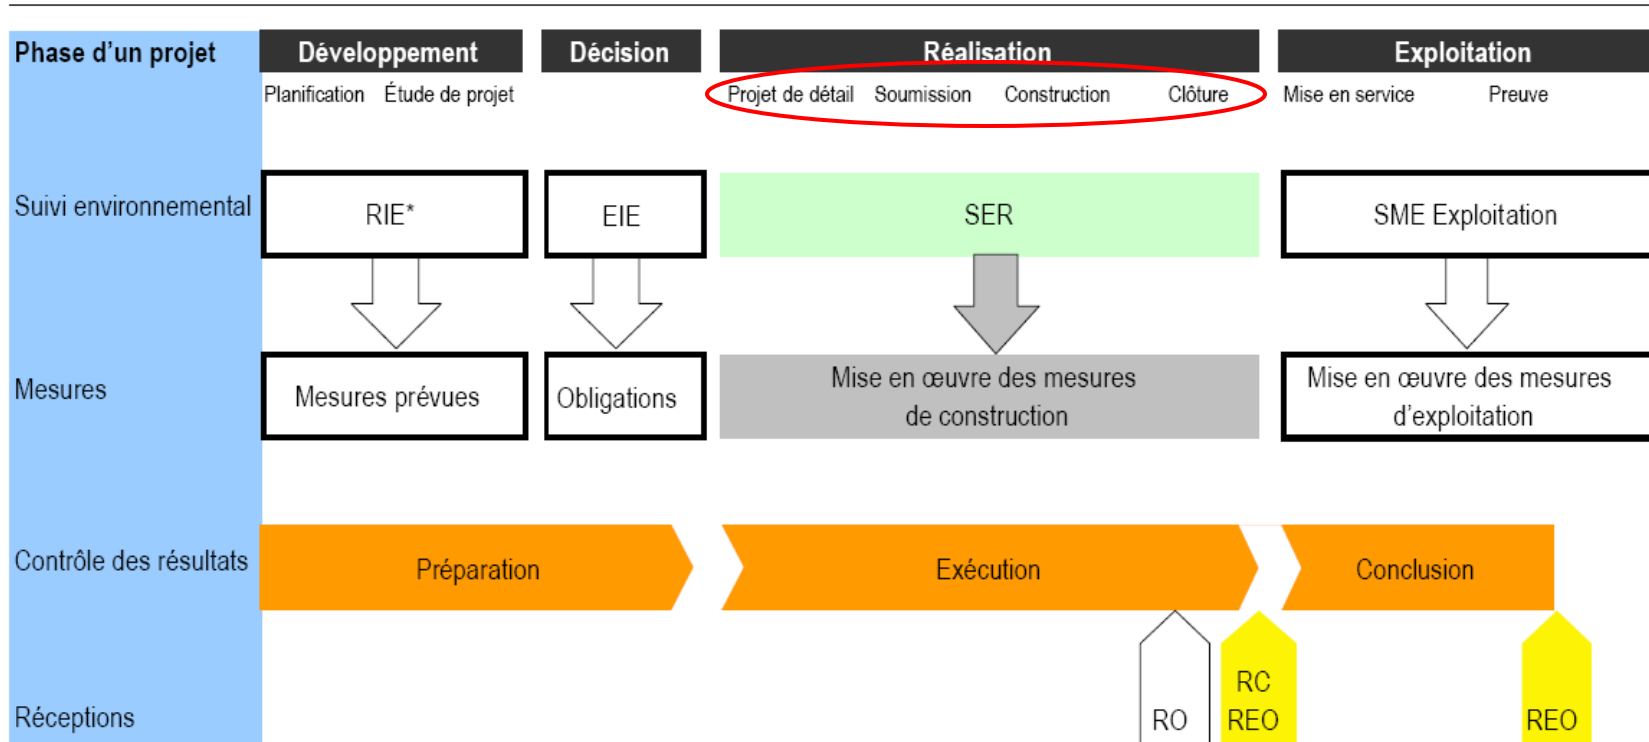 Phase d’un projet Développement Décision Réalisation Exploitation
Planification Étude de projet Projet de détail Soumission Construction Clôture Mise en service Preuve
Suivi environnemental RIE* EIE SER SME Exploitation
Mesures Mesures prévues Obligations Mise en œuvre des mesures
de construction Mise en œuvre des mesures
d’exploitation
Contrôle des résultats Préparation Exécution Conclusion
Réceptions RO RC
REO REO